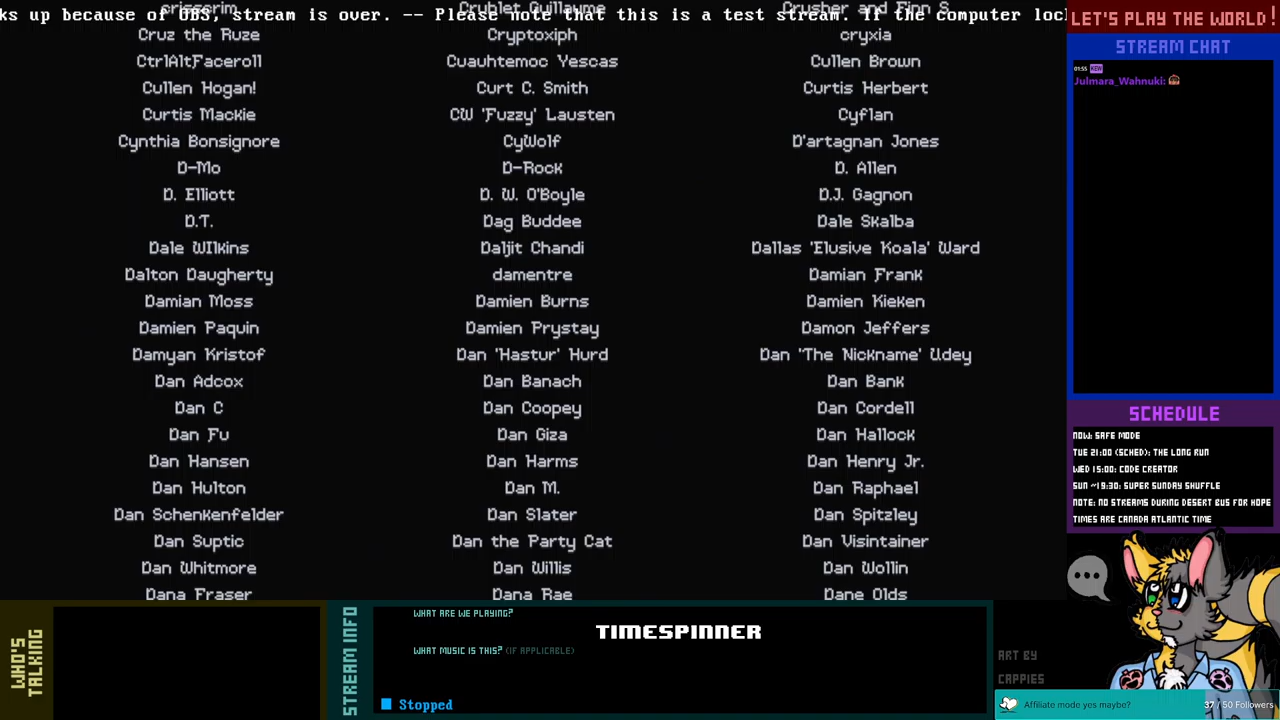 crisscrim Crublet Guillaume Crusher and Finn S
ks up because of OBS, stream is over. -- Please note that this is a test stream. If the computer loc
Cruz the Ruze Cryptoxiph cryxia
CtrlAltFaceroll Cuauhtemoc Yescas Cullen Brown
Cullen Hogan! Curt C. Smith Curtis Herbert
Curtis Mackie CW 'Fuzzy' Lausten Cyflan
Cynthia Bonsignore CyWolf D'artagnan Jones
D-Mo D-Rock D. Allen
D. Elliott D. W. O'Boyle D.J. Gagnon
D.T. Dag Buddee Dale Skalba
Dale WIlkins Daljit Chandi Dallas 'Elusive Koala' Ward
Dalton Daugherty damentre Damian Frank
Damian Moss Damien Burns Damien Kieken
Damien Paquin Damien Prystay Damon Jeffers
Damyan Kristof Dan 'Hastur' Hurd Dan 'The Nickname' Udey
Dan Adcox Dan Banach Dan Bank
Dan C Dan Coopey Dan Cordell
Dan Fu Dan Giza Dan Hallock
Dan Hansen Dan Harms Dan Henry Jr.
Dan Hulton Dan M. Dan Raphael
Dan Schenkenfelder Dan Slater Dan Spitzley
Dan Suptic Dan the Party Cat Dan Visintainer
Dan Whitmore Dan Willis Dan Wollin
Dana Fraser Dana Rae Dane Olds
LET'S PLAY THE WORLD!
STREAM CHAT
01:55 NEW
Julmara_Wahnuki:
SCHEDULE
NOW: SAFE MODE
TUE 21:00 (SCHED): THE LONG RUN
WED 15:00: CODE CREATOR
SUN ~19:30: SUPER SUNDAY SHUFFLE
NOTE: NO STREAMS DURING DESERT BUS FOR HOPE
TIMES ARE CANADA ATLANTIC TIME
WHO'S TALKING
STREAM INFO
WHAT ARE WE PLAYING?
TIMESPINNER
WHAT MUSIC IS THIS? (IF APPLICABLE)
Stopped
ART BY
CAPPIES
Affiliate mode yes maybe? 37 / 50 Followers